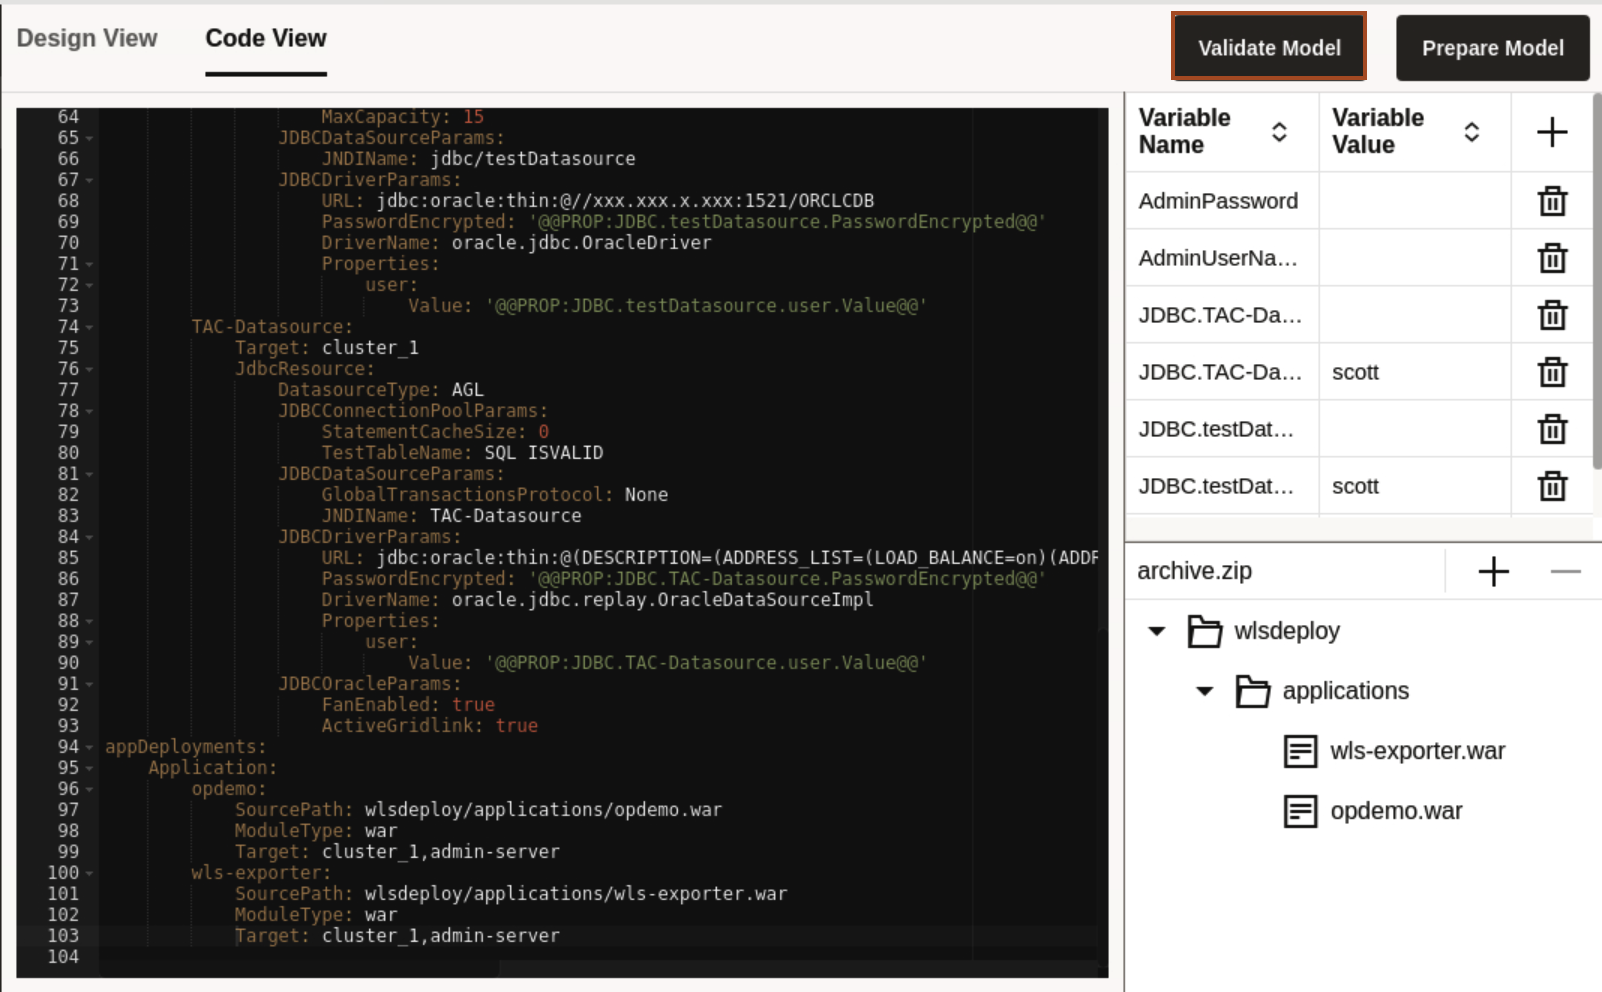 Design View
Code View
Validate Model
Prepare Model
64 MaxCapacity: 15
65 JDBCDataSourceParams:
66 JNDIName: jdbc/testDatasource
67 JDBCDriverParams:
68 URL: jdbc:oracle:thin:@//xxx.xxx.x.xxx:1521/ORCLCDB
69 PasswordEncrypted: '@@PROP:JDBC.testDatasource.PasswordEncrypted@@'
70 DriverName: oracle.jdbc.OracleDriver
71 Properties:
72 user:
73 Value: '@@PROP:JDBC.testDatasource.user.Value@@'
74 TAC-Datasource:
75 Target: cluster_1
76 JdbcResource:
77 DatasourceType: AGL
78 JDBCConnectionPoolParams:
79 StatementCacheSize: 0
80 TestTableName: SQL ISVALID
81 JDBCDataSourceParams:
82 GlobalTransactionsProtocol: None
83 JNDIName: TAC-Datasource
84 JDBCDriverParams:
85 URL: jdbc:oracle:thin:@(DESCRIPTION=(ADDRESS_LIST=(LOAD_BALANCE=on)(ADDR
86 PasswordEncrypted: '@@PROP:JDBC.TAC-Datasource.PasswordEncrypted@@'
87 DriverName: oracle.jdbc.replay.OracleDataSourceImpl
88 Properties:
89 user:
90 Value: '@@PROP:JDBC.TAC-Datasource.user.Value@@'
91 JDBCOracleParams:
92 FanEnabled: true
93 ActiveGridlink: true
94 appDeployments:
95 Application:
96 opdemo:
97 SourcePath: wlsdeploy/applications/opdemo.war
98 ModuleType: war
99 Target: cluster_1,admin-server
100 wls-exporter:
101 SourcePath: wlsdeploy/applications/wls-exporter.war
102 ModuleType: war
103 Target: cluster_1,admin-server
104
Variable Name
Variable Value
AdminPassword
AdminUserNa...
JDBC.TAC-Da...
JDBC.TAC-Da... scott
JDBC.testDat...
JDBC.testDat... scott
archive.zip
wlsdeploy
applications
wls-exporter.war
opdemo.war